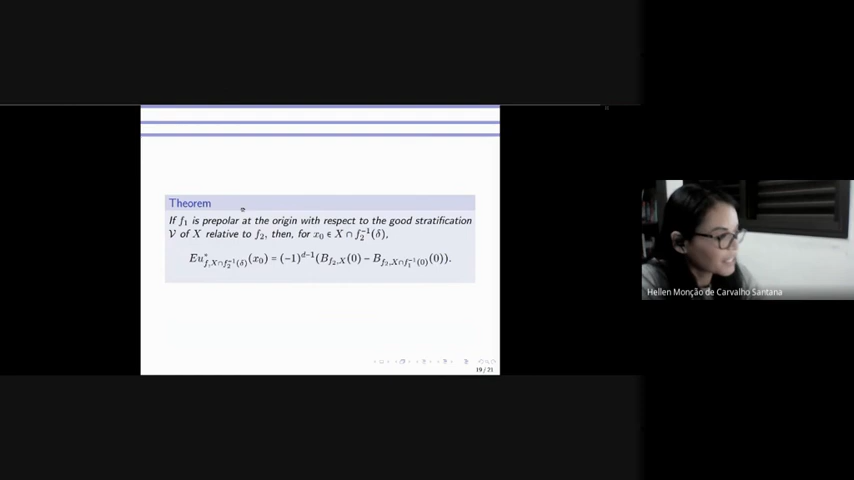 Theorem
If f₁ is prepolar at the origin with respect to the good stratification
𝒱 of X relative to f₂, then, for x₀ ∈ X ∩ f₂⁻¹(δ),
Eu*_{f,X∩f₂⁻¹(δ)}(x₀) = (−1)^{d−1}(B_{f₂,X}(0) − B_{f₂,X∩f₁⁻¹(0)}(0)).
19 / 21
Hellen Monção de Carvalho Santana